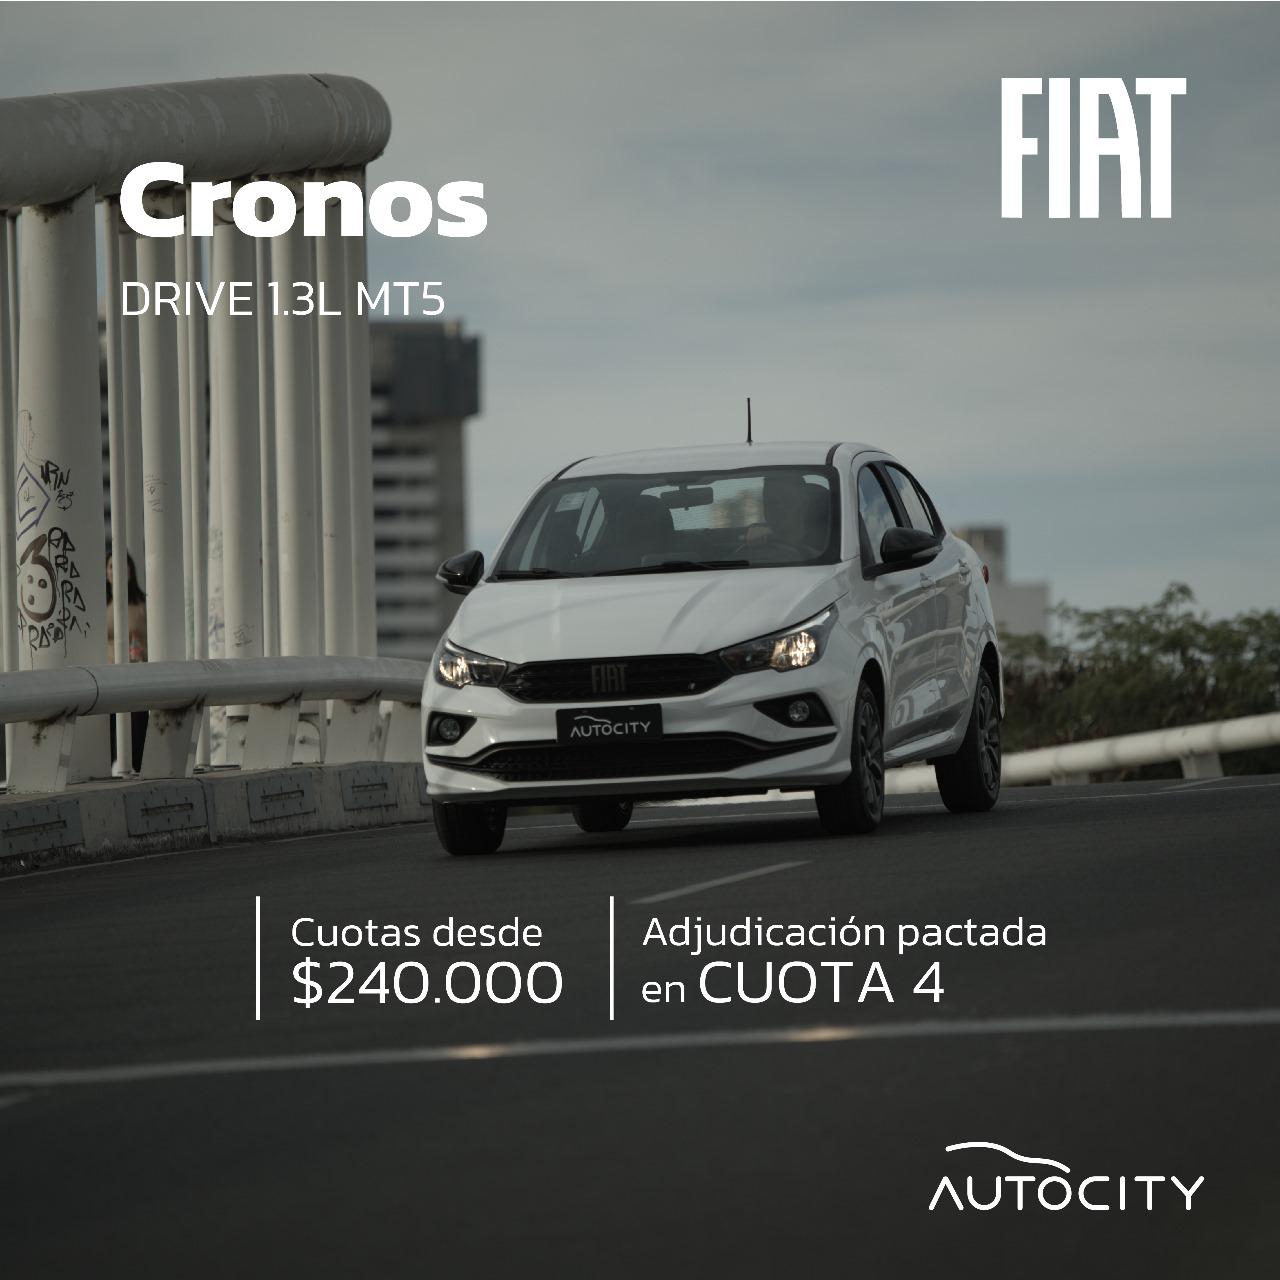 FIAT
Cronos
DRIVE 1.3L MT5
FIAT
AUTOCITY
Cuotas desde
$240.000
Adjudicación pactada
en CUOTA 4
AUTOCITY